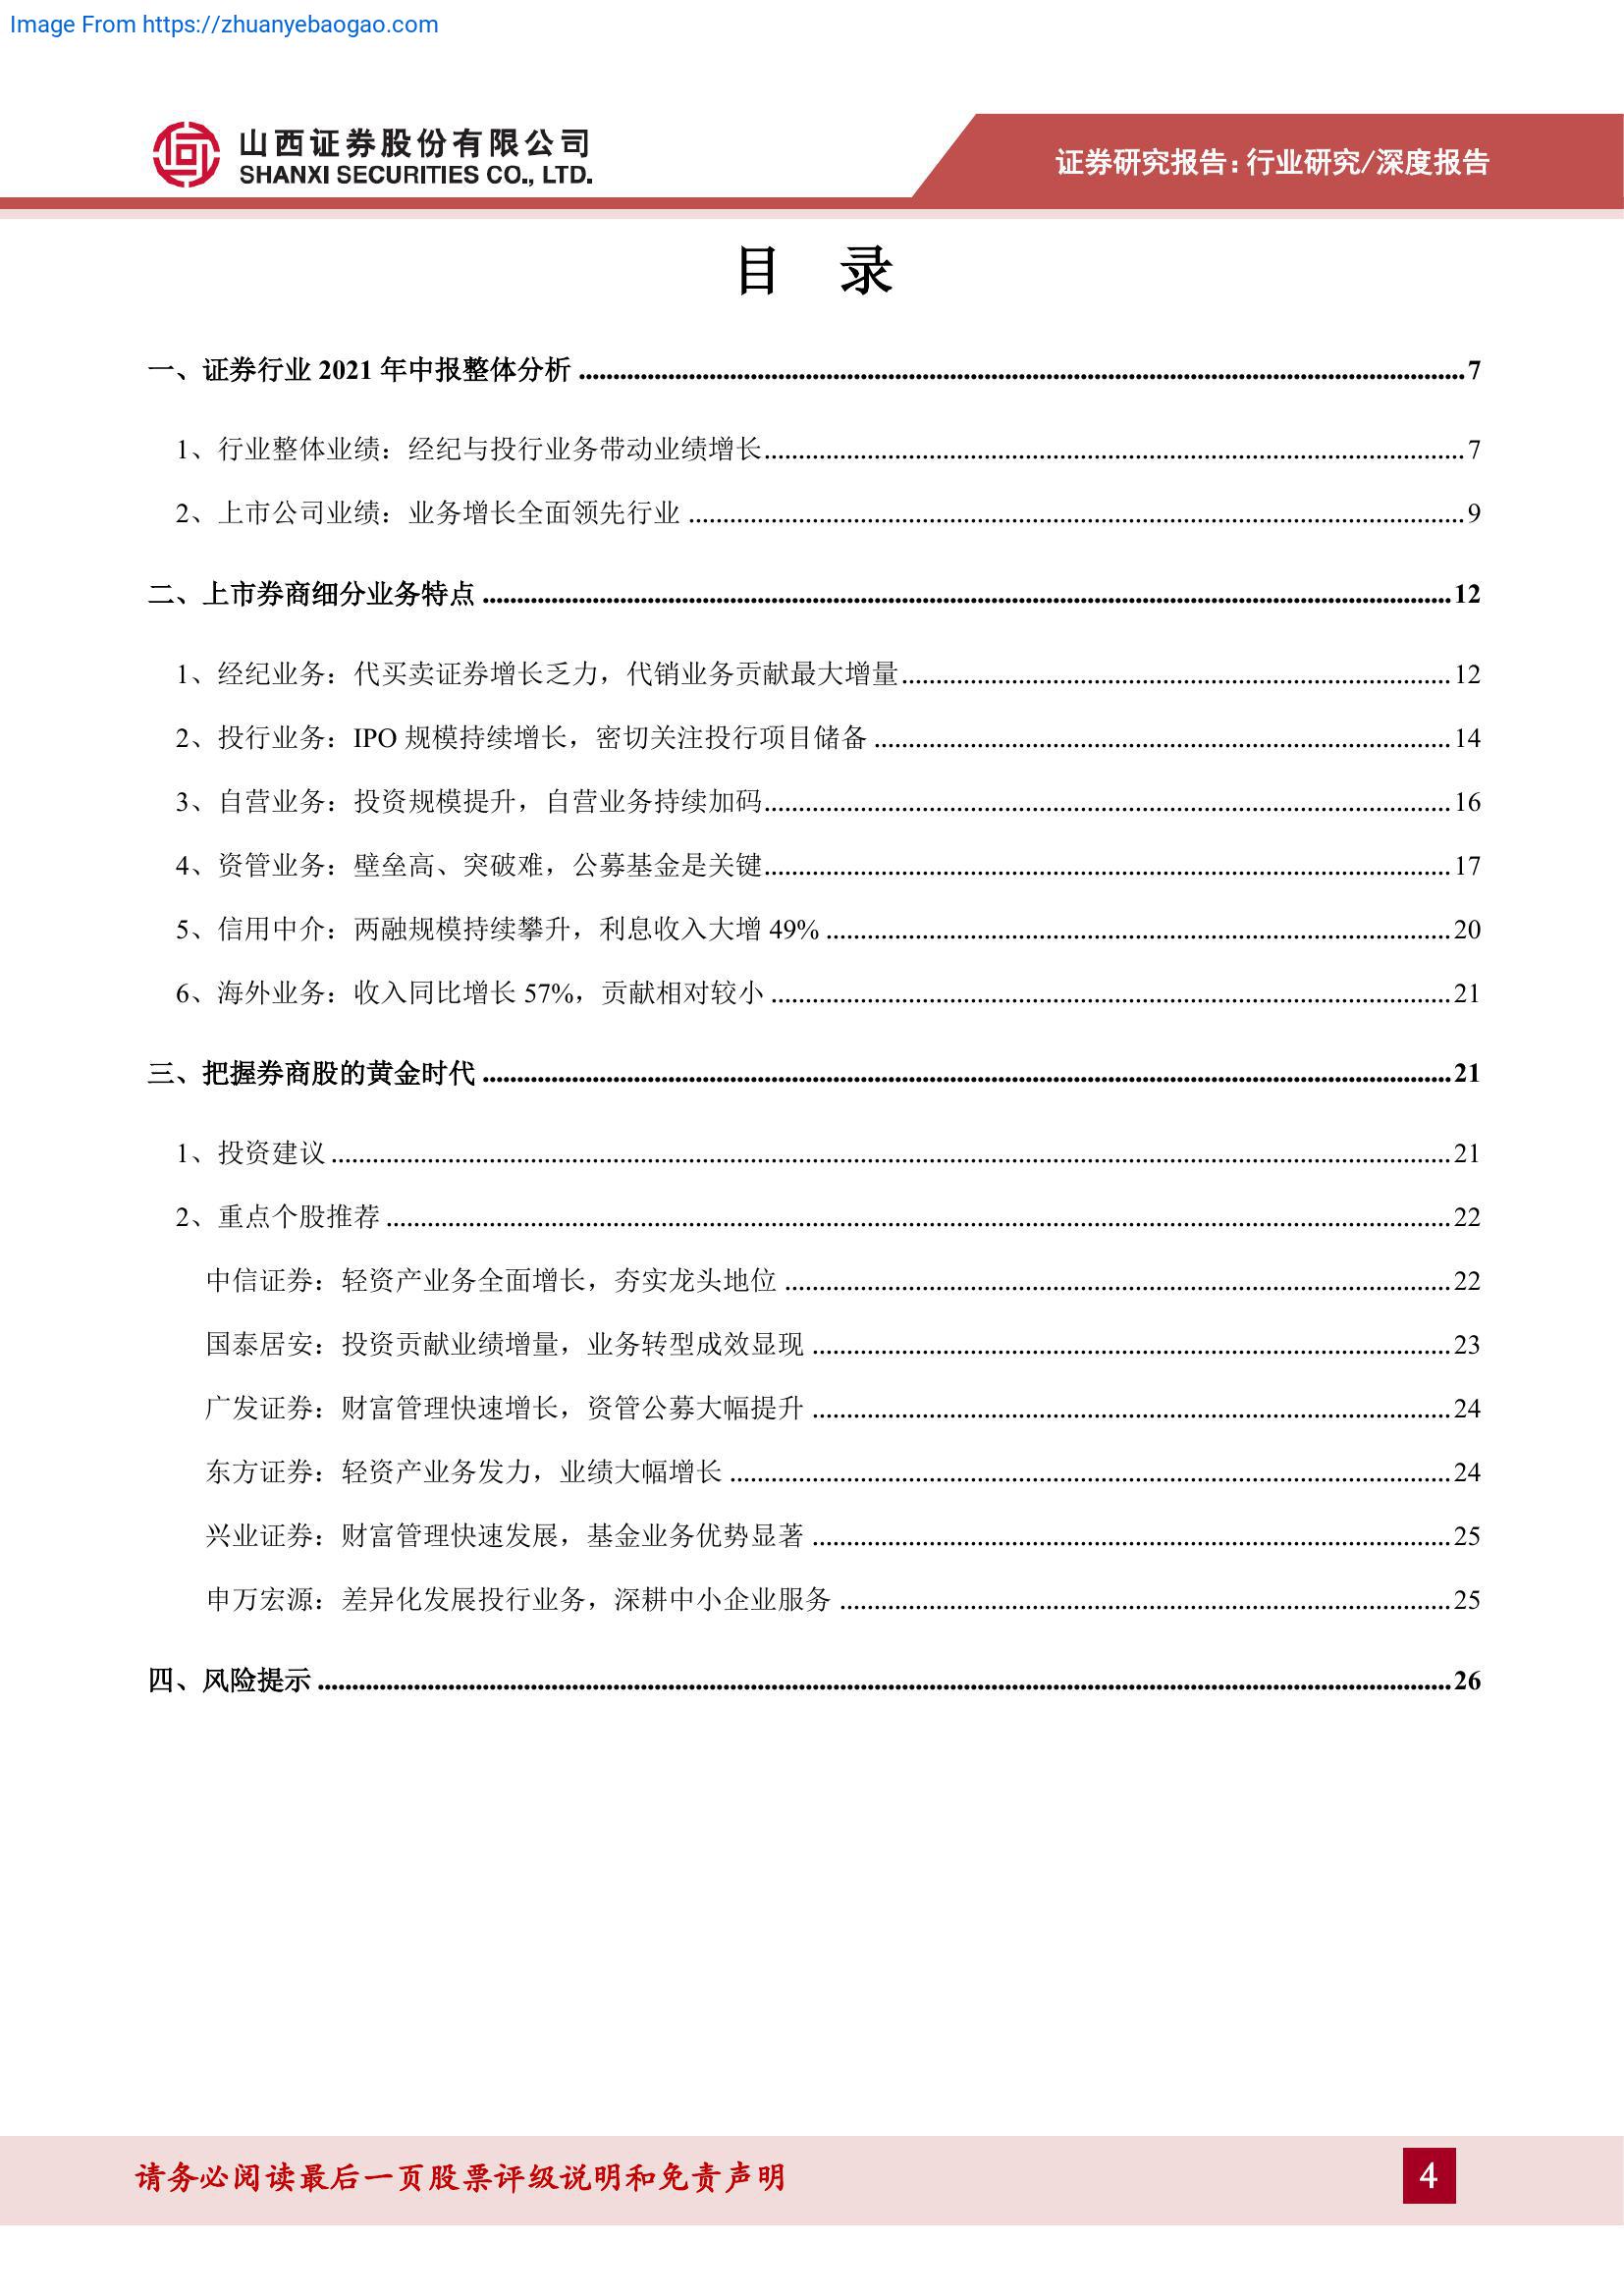 Image From https://zhuanyebaogao.com
山西证券股份有限公司
SHANXI SECURITIES CO., LTD.
证券研究报告：行业研究/深度报告
目 录
一、证券行业 2021 年中报整体分析 7
1、行业整体业绩：经纪与投行业务带动业绩增长 7
2、上市公司业绩：业务增长全面领先行业 9
二、上市券商细分业务特点 12
1、经纪业务：代买卖证券增长乏力，代销业务贡献最大增量 12
2、投行业务：IPO 规模持续增长，密切关注投行项目储备 14
3、自营业务：投资规模提升，自营业务持续加码 16
4、资管业务：壁垒高、突破难，公募基金是关键 17
5、信用中介：两融规模持续攀升，利息收入大增 49% 20
6、海外业务：收入同比增长 57%，贡献相对较小 21
三、把握券商股的黄金时代 21
1、投资建议 21
2、重点个股推荐 22
中信证券：轻资产业务全面增长，夯实龙头地位 22
国泰居安：投资贡献业绩增量，业务转型成效显现 23
广发证券：财富管理快速增长，资管公募大幅提升 24
东方证券：轻资产业务发力，业绩大幅增长 24
兴业证券：财富管理快速发展，基金业务优势显著 25
申万宏源：差异化发展投行业务，深耕中小企业服务 25
四、风险提示 26
请务必阅读最后一页股票评级说明和免责声明
4